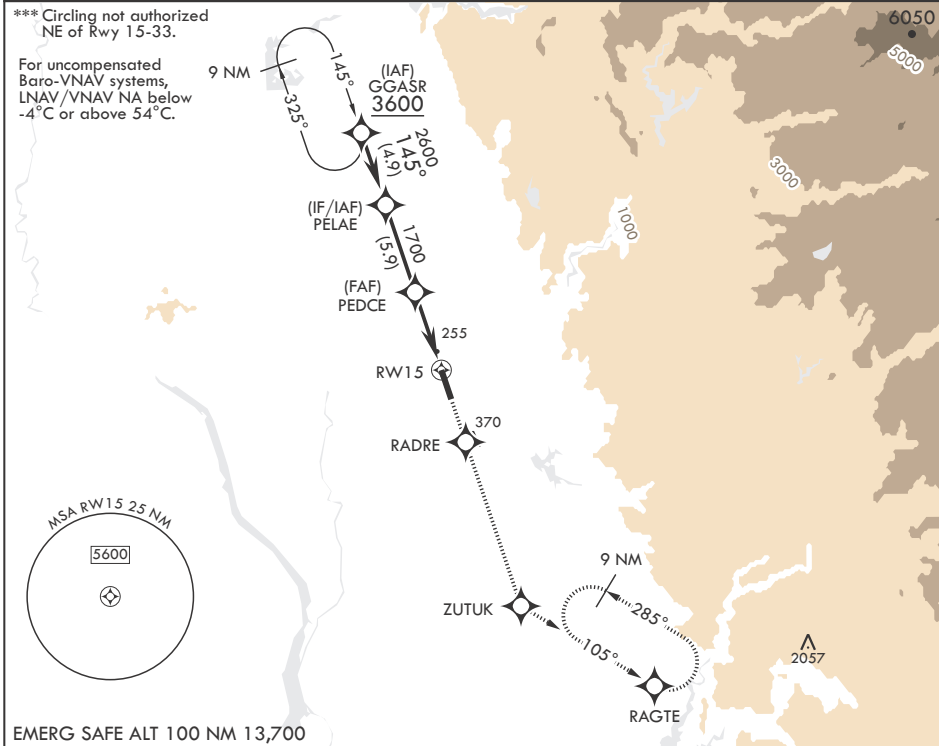 *** Circling not authorized
NE of Rwy 15-33.
For uncompensated
Baro-VNAV systems,
LNAV/VNAV NA below
-4°C or above 54°C.
9 NM
145°
325°
(IAF)
GGASR
3600
2600
145°
(4.9)
(IF/IAF)
PELAE
1700
(5.9)
(FAF)
PEDCE
255
RW15
370
RADRE
6050
5000
3000
1000
MSA RW15 25 NM
5600
ZUTUK
9 NM
285°
105°
RAGTE
2057
EMERG SAFE ALT 100 NM 13,700